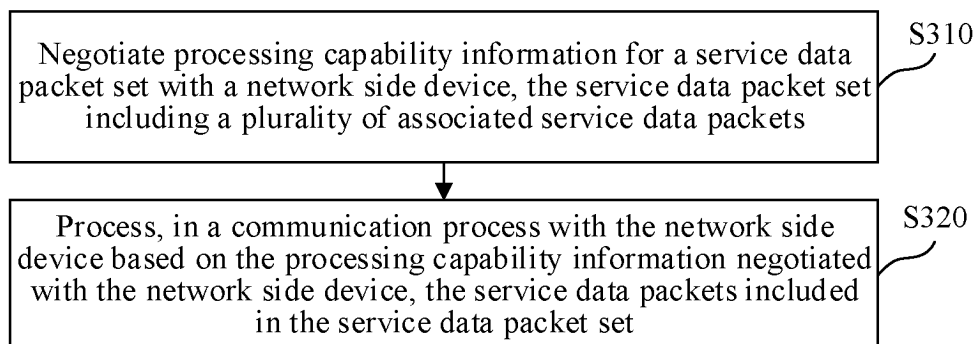 Negotiate processing capability information for a service data
packet set with a network side device, the service data packet set
including a plurality of associated service data packets
S310
Process, in a communication process with the network side
device based on the processing capability information negotiated
with the network side device, the service data packets included
in the service data packet set
S320